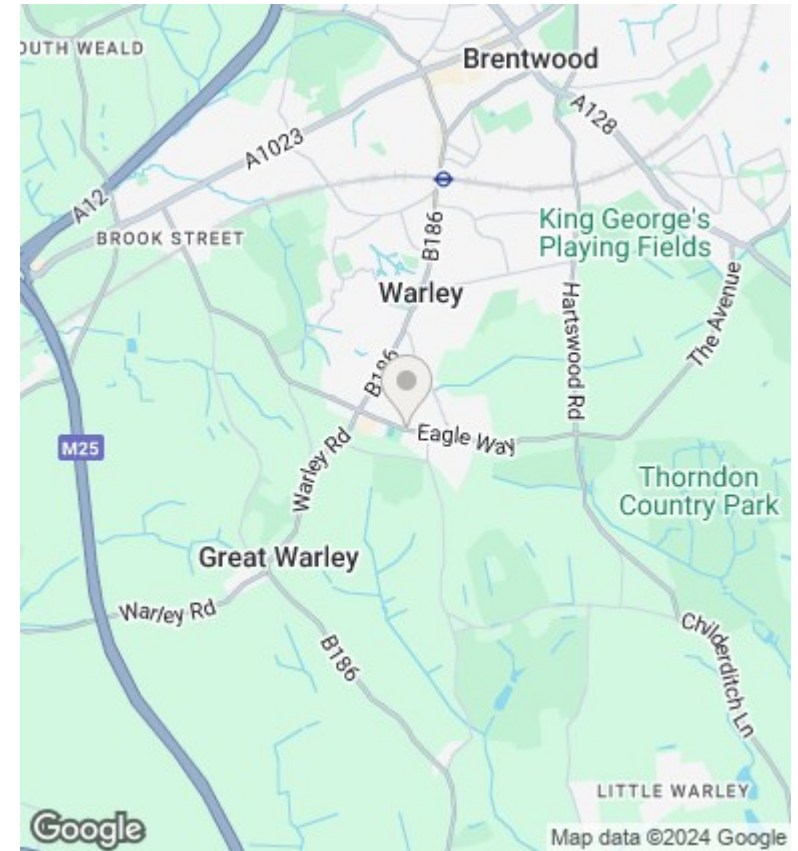 OUTH WEALD
Brentwood
A128
A1023
A12
BROOK STREET
B186
King George's
Playing Fields
Warley
The Avenue
Hartswood Rd
B186
Eagle Way
M25
Warley Rd
Thorndon
Country Park
Great Warley
Warley Rd
B186
Childerditch Ln
LITTLE WARLEY
Google
Map data ©2024 Google